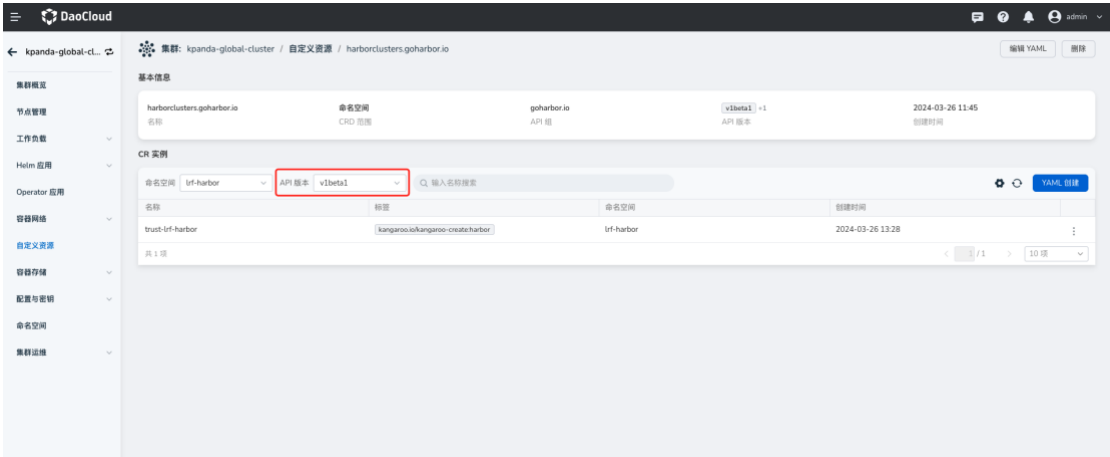 DaoCloud
admin
kpanda-global-cl...
集群: kpanda-global-cluster / 自定义资源 / harborclusters.goharbor.io
编辑 YAML
删除
集群概览
节点管理
工作负载
Helm 应用
Operator 应用
容器网络
自定义资源
容器存储
配置与密钥
命名空间
集群运维
基本信息
harborclusters.goharbor.io 命名空间 goharbor.io v1beta1 +1 2024-03-26 11:45
名称 CRD 范围 API 组 API 版本 创建时间
CR 实例
命名空间 lrf-harbor API 版本 v1beta1 输入名称搜索 YAML 创建
名称 标签 命名空间 创建时间
trust-lrf-harbor kangaroo.io/kangaroo-create:harbor lrf-harbor 2024-03-26 13:28
共 1 项 1 / 1 10 项